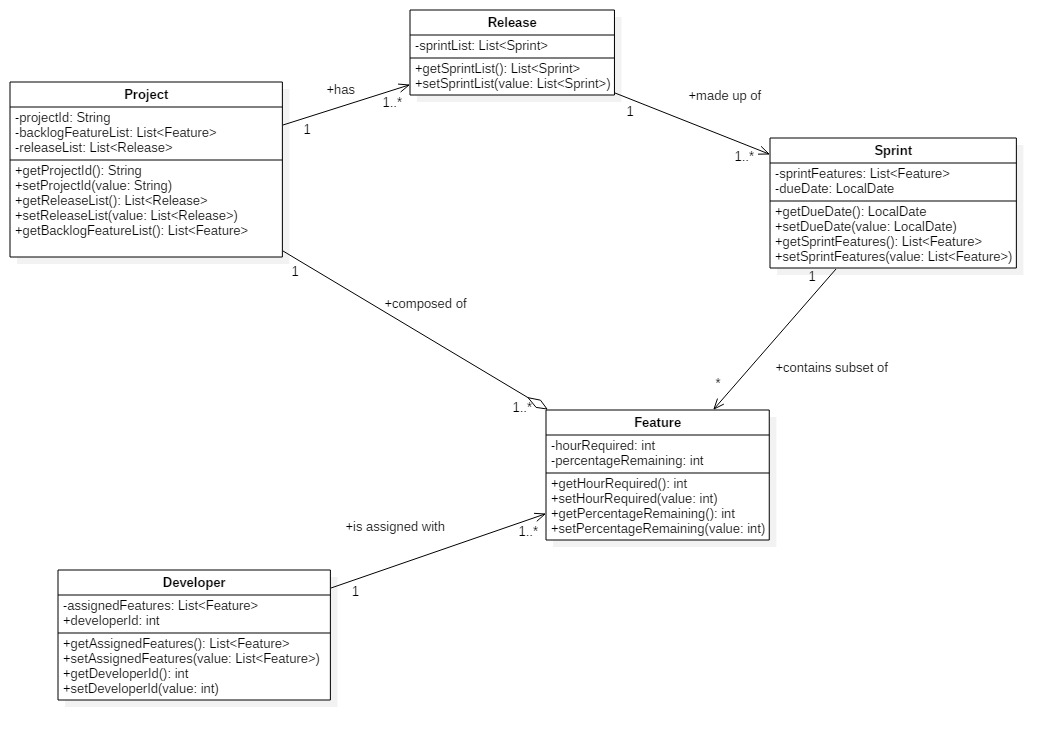 Release
-sprintList: List<Sprint>
+getSprintList(): List<Sprint>
+setSprintList(value: List<Sprint>)
Project
-projectId: String
-backlogFeatureList: List<Feature>
-releaseList: List<Release>
+getProjectId(): String
+setProjectId(value: String)
+getReleaseList(): List<Release>
+setReleaseList(value: List<Release>)
+getBacklogFeatureList(): List<Feature>
+has
1
1..*
+made up of
1
1..*
Sprint
-sprintFeatures: List<Feature>
-dueDate: LocalDate
+getDueDate(): LocalDate
+setDueDate(value: LocalDate)
+getSprintFeatures(): List<Feature>
+setSprintFeatures(value: List<Feature>)
1
+composed of
1..*
1
+contains subset of
*
Feature
-hourRequired: int
-percentageRemaining: int
+getHourRequired(): int
+setHourRequired(value: int)
+getPercentageRemaining(): int
+setPercentageRemaining(value: int)
+is assigned with
1..*
1
Developer
-assignedFeatures: List<Feature>
+developerId: int
+getAssignedFeatures(): List<Feature>
+setAssignedFeatures(value: List<Feature>)
+getDeveloperId(): int
+setDeveloperId(value: int)